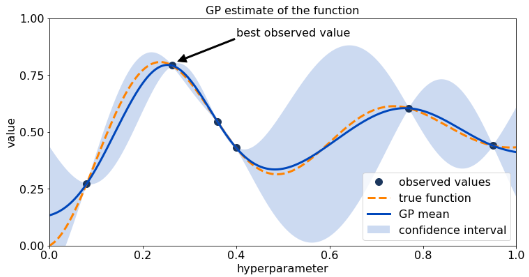 GP estimate of the function
best observed value
1.00
0.75
0.50
0.25
0.00
value
0.0
0.2
0.4
0.6
0.8
1.0
hyperparameter
observed values
true function
GP mean
confidence interval